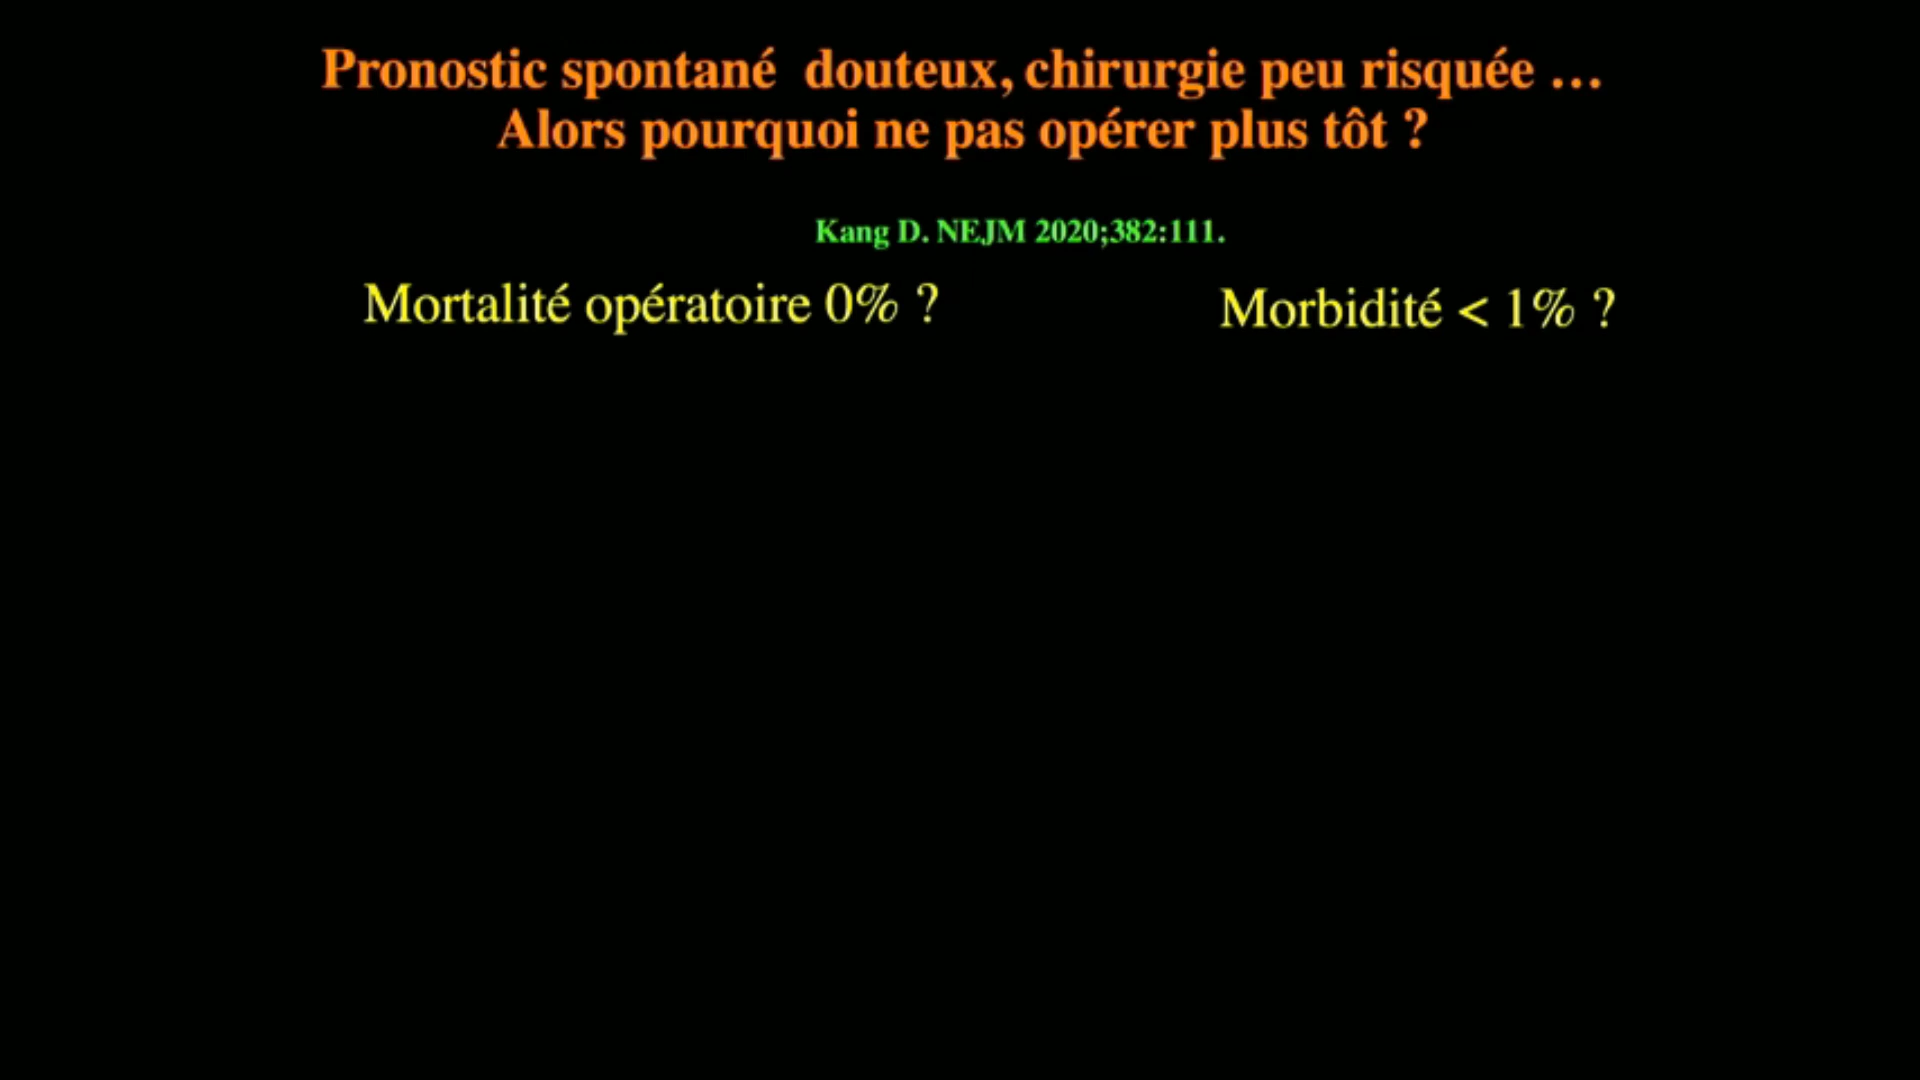 Pronostic spontané douteux, chirurgie peu risquée …
Alors pourquoi ne pas opérer plus tôt ?
Kang D. NEJM 2020;382:111.
Mortalité opératoire 0% ?
Morbidité < 1% ?